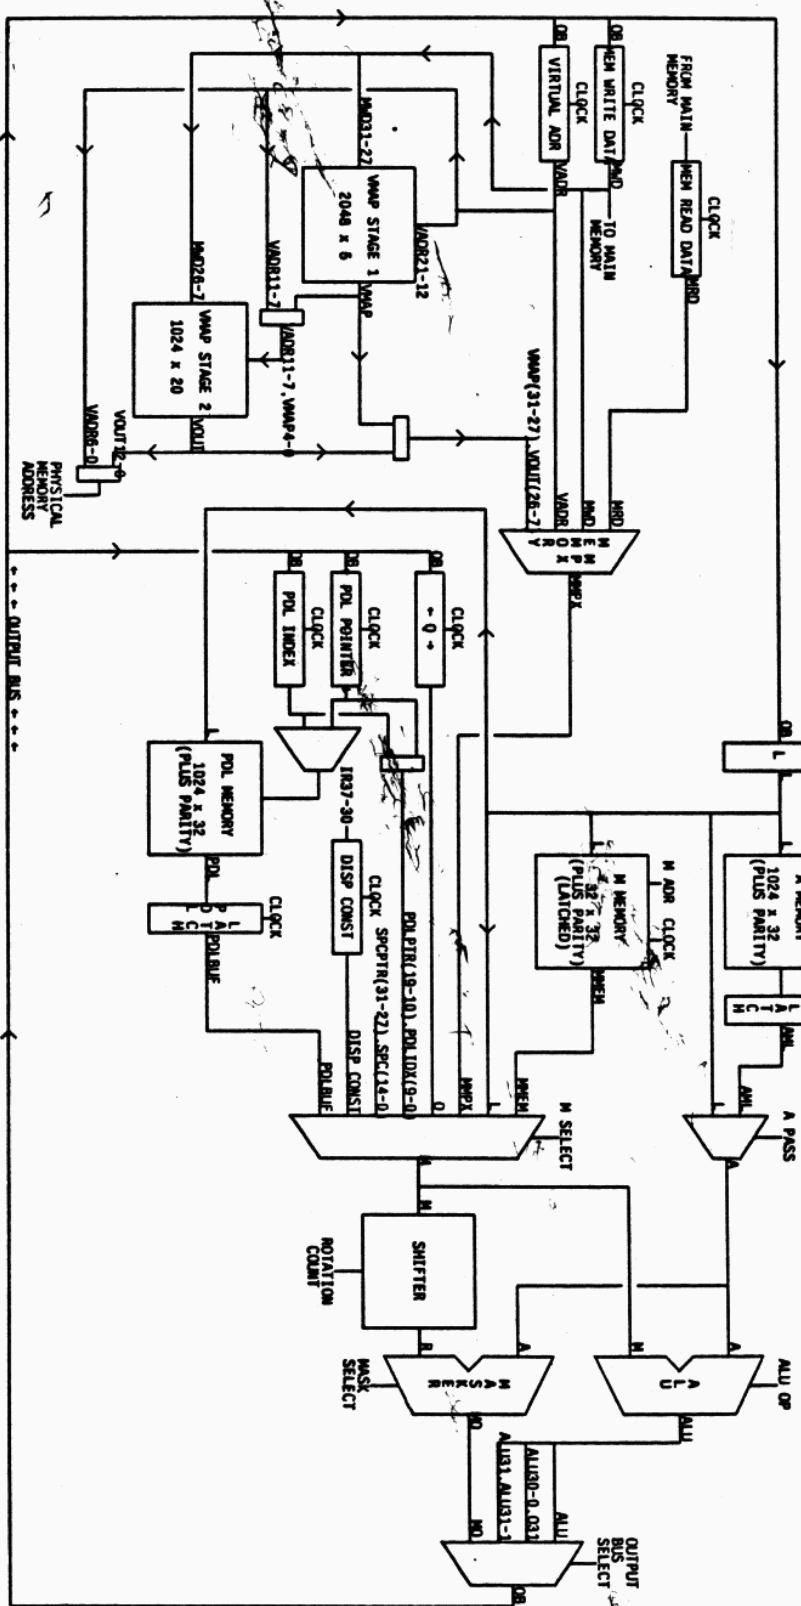 OB
OB
FROM MAIN
MEMORY
MEM WRITE DATA
CLOCK
VIRTUAL ADR
CLOCK
MEM READ DATA
CLOCK
MWD
VADR
TO MAIN
MEMORY
MRD
MWD31-27
VMAP STAGE 1
2048 x 5
VADR21-12
VMAP
MWD26-7
VADR11-7
VADR11-7,VMAP4-0
VMAP STAGE 2
1024 x 20
VOUT
VADR6-0
PHYSICAL
MEMORY
ADDRESS
VMAP(31-27),VOUT(26-7)
VADR
MWD
MRD
MEMORY
MPX
MMPX
OB
OB
OB
PDL INDEX
CLOCK
PDL POINTER
CLOCK
← Q →
CLOCK
← ← ← OUTPUT BUS ← ← ←
OB
L
L
L
PDL MEMORY
1024 x 32
(PLUS PARITY)
PDL
IR37-30
DISP CONST
CLOCK
PDL
LATCH
CLOCK
PDLBUF
L
M MEMORY
32 x 32
(PLUS PARITY)
(LATCHED)
M ADR
CLOCK
MMEM
L
1024 x 32
(PLUS PARITY)
LATCH
AML
PDLPTR(19-10),PDLIDX(9-0)
SPCPTR(31-27),SPC(14-0)
DISP CONST
PDLBUF
Q
MMPX
L
MMEM
M SELECT
L
AML
A PASS
A
M
M
SHIFTER
ROTATION
COUNT
R
A
M
A
MASKER
MASK
SELECT
ALU
ALU OP
MO
ALU
ALU31,ALU31-1
ALU30-0,Q31
ALU
MO
OUTPUT
BUS
SELECT
OB